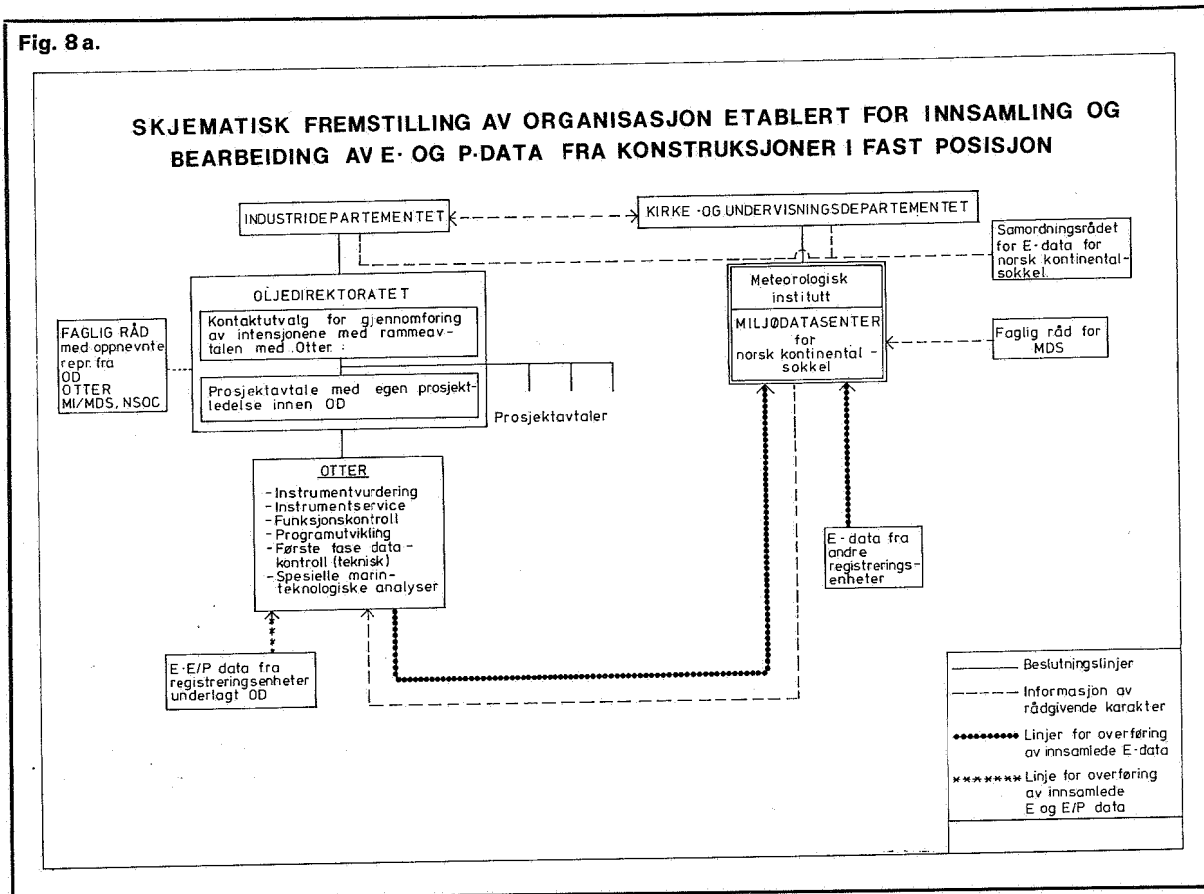 Fig. 8a.
SKJEMATISK FREMSTILLING AV ORGANISASJON ETABLERT FOR INNSAMLING OG
BEARBEIDING AV E- OG P-DATA FRA KONSTRUKSJONER I FAST POSISJON
INDUSTRIDEPARTEMENTET
KIRKE-OG UNDERVISNINGSDEPARTEMENTET
Samordningsrådet
for E-data for
norsk kontinental-
sokkel.
OLJEDIREKTORATET
Kontaktutvalg for gjennomforing
av intensjonene med rammeav-
talen med Otter :
Prosjektavtale med egen prosjekt-
ledelse innen OD
Prosjektavtaler
FAGLIG RÅD
med oppnevnte
repr. fra
OD
OTTER
MI/MDS, NSOC
Meteorologisk
institutt
MILJØDATASENTER
for
norsk kontinental -
sokkel
Faglig råd for
MDS
OTTER
- Instrumentvurdering
- Instrumentservice
- Funksjonskontroll
- Programutvikling
- Første fase data -
kontroll (teknisk)
- Spesielle marin-
teknologiske analyser
E-data fra
andre
registrerings-
enheter
E-E/P data fra
registreringsenheter
underlagt OD
Beslutningslinjer
Informasjon av
rådgivende karakter
Linjer for overføring
av innsamlede E-data
Linje for overføring
av innsamlede
E og E/P data